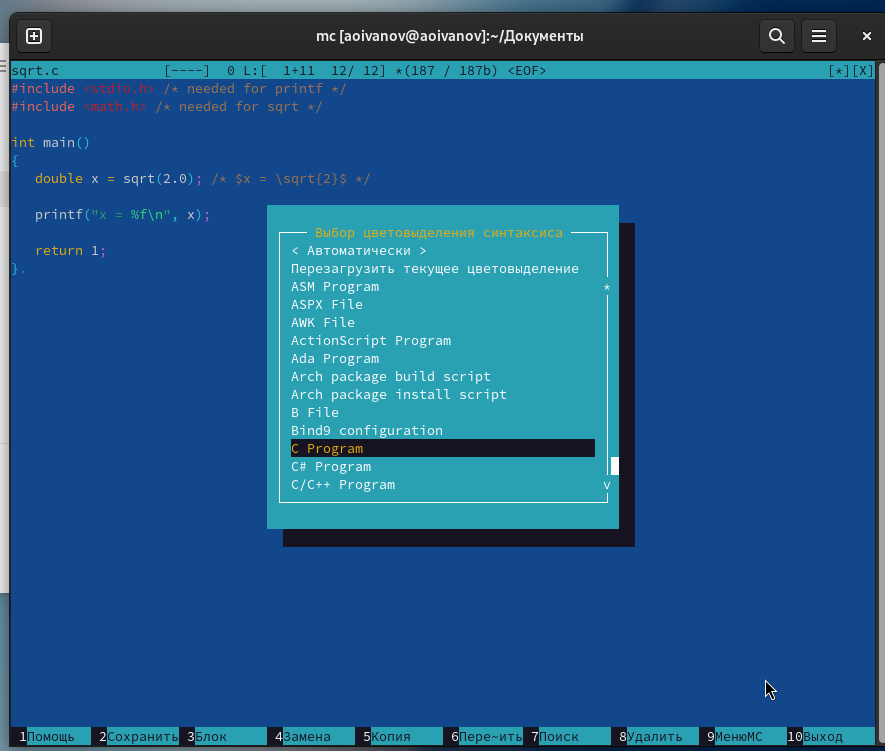 mc [aoivanov@aoivanov]:~/Документы
sqrt.c [----] 0 L:[ 1+11 12/ 12] *(187 / 187b) <EOF> [*][X]
#include <stdio.h> /* needed for printf */
#include <math.h> /* needed for sqrt */
int main()
{
double x = sqrt(2.0); /* $x = \sqrt{2}$ */
printf("x = %f\n", x);
return 1;
}.
Выбор цветовыделения синтаксиса
< Автоматически >
Перезагрузить текущее цветовыделение
ASM Program
ASPX File
AWK File
ActionScript Program
Ada Program
Arch package build script
Arch package install script
B File
Bind9 configuration
C Program
C# Program
C/C++ Program
1Помощь 2Сохранить 3Блок 4Замена 5Копия 6Пере~ить 7Поиск 8Удалить 9МенюMC 10Выход